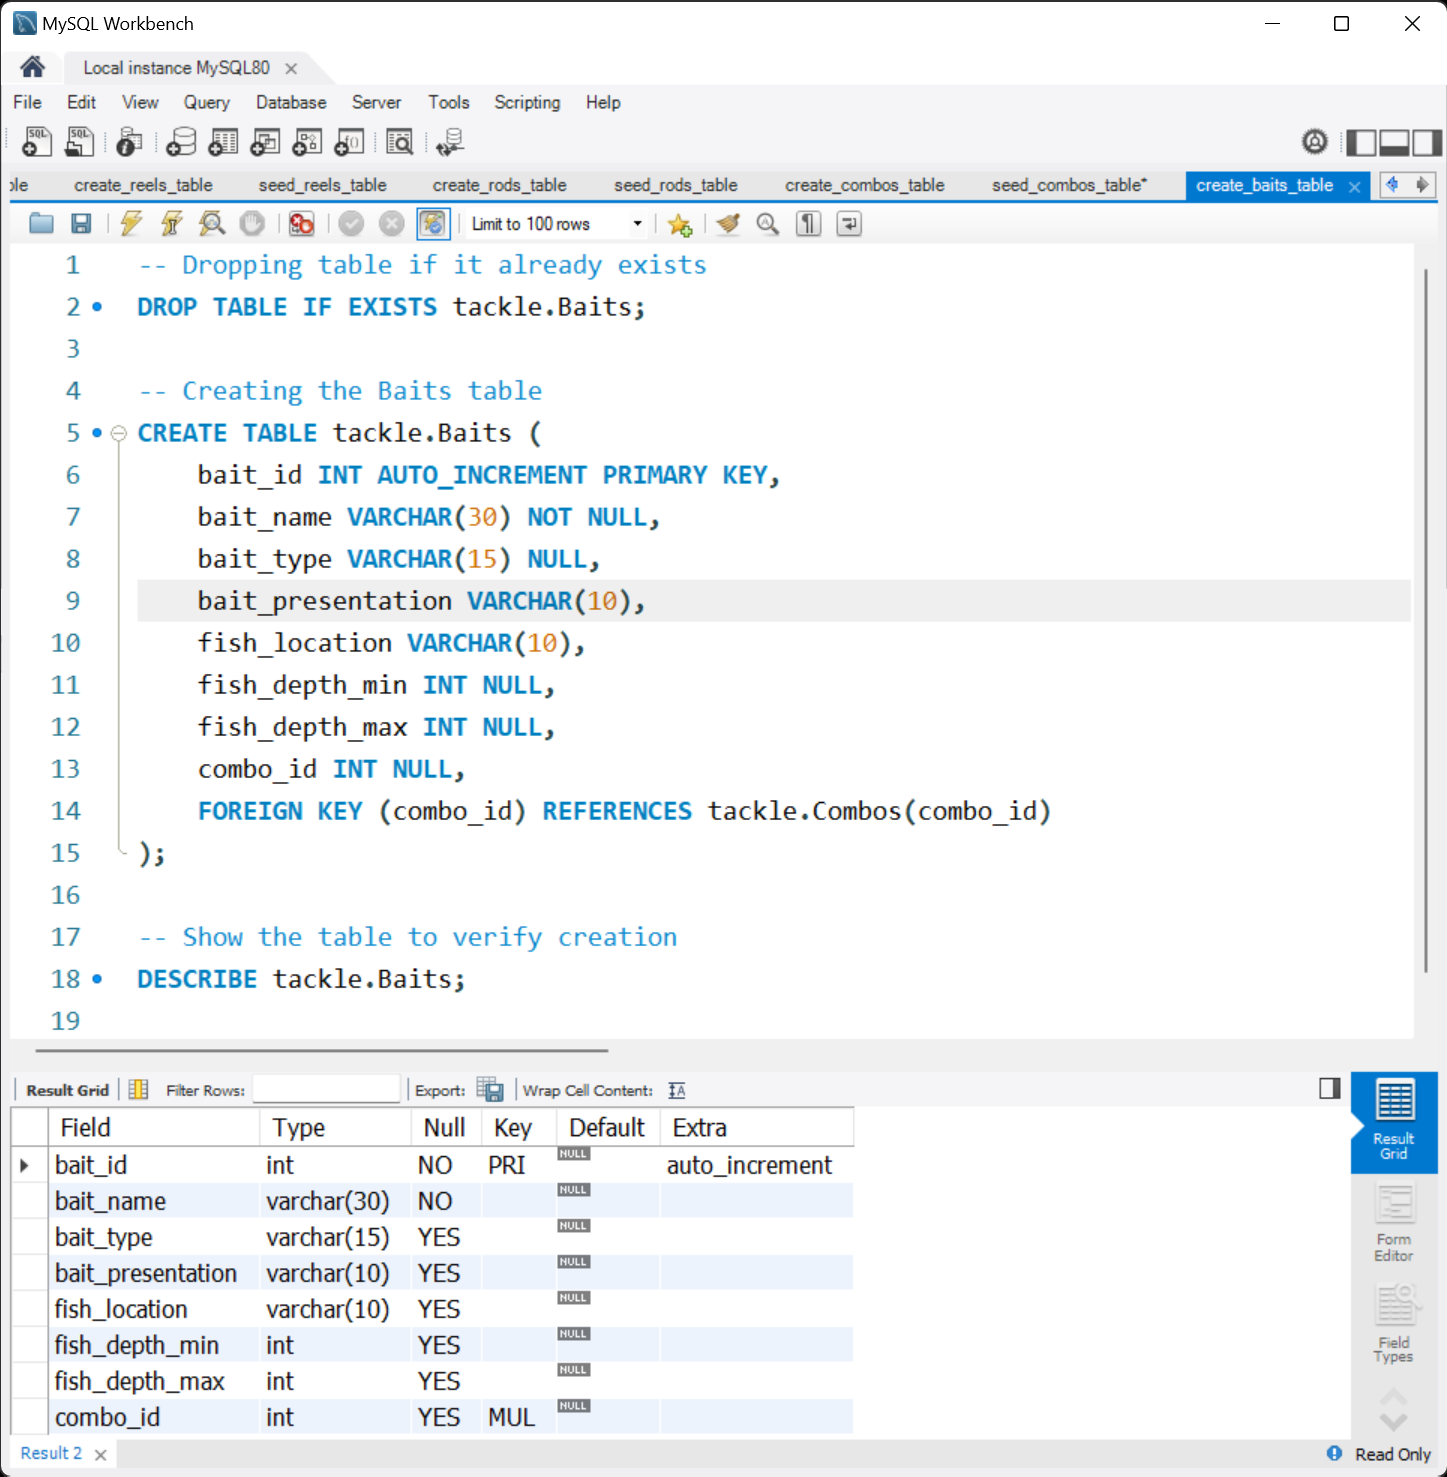 MySQL Workbench
Local instance MySQL80
File Edit View Query Database Server Tools Scripting Help
create_reels_table seed_reels_table create_rods_table seed_rods_table create_combos_table seed_combos_table* create_baits_table
Limit to 100 rows
1 -- Dropping table if it already exists
2 DROP TABLE IF EXISTS tackle.Baits;
3
4 -- Creating the Baits table
5 CREATE TABLE tackle.Baits (
6 bait_id INT AUTO_INCREMENT PRIMARY KEY,
7 bait_name VARCHAR(30) NOT NULL,
8 bait_type VARCHAR(15) NULL,
9 bait_presentation VARCHAR(10),
10 fish_location VARCHAR(10),
11 fish_depth_min INT NULL,
12 fish_depth_max INT NULL,
13 combo_id INT NULL,
14 FOREIGN KEY (combo_id) REFERENCES tackle.Combos(combo_id)
15 );
16
17 -- Show the table to verify creation
18 DESCRIBE tackle.Baits;
19
Result Grid Filter Rows: Export: Wrap Cell Content:
Field Type Null Key Default Extra
bait_id int NO PRI NULL auto_increment
bait_name varchar(30) NO NULL
bait_type varchar(15) YES NULL
bait_presentation varchar(10) YES NULL
fish_location varchar(10) YES NULL
fish_depth_min int YES NULL
fish_depth_max int YES NULL
combo_id int YES MUL NULL
Result
Grid
Form
Editor
Field
Types
Result 2
Read Only